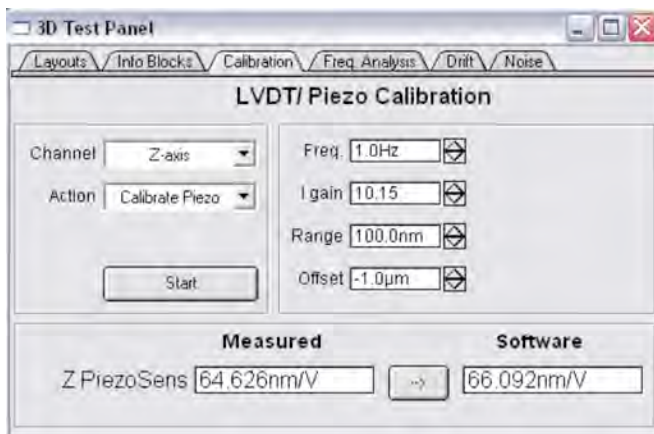 3D Test Panel
Layouts Info Blocks Calibration Freq. Analysis Drift Noise
LVDT/ Piezo Calibration
Channel Z-axis
Action Calibrate Piezo
Start
Freq. 1.0Hz
I gain 10.15
Range 100.0nm
Offset -1.0µm
Measured Software
Z PiezoSens 64.626nm/V --> 66.092nm/V